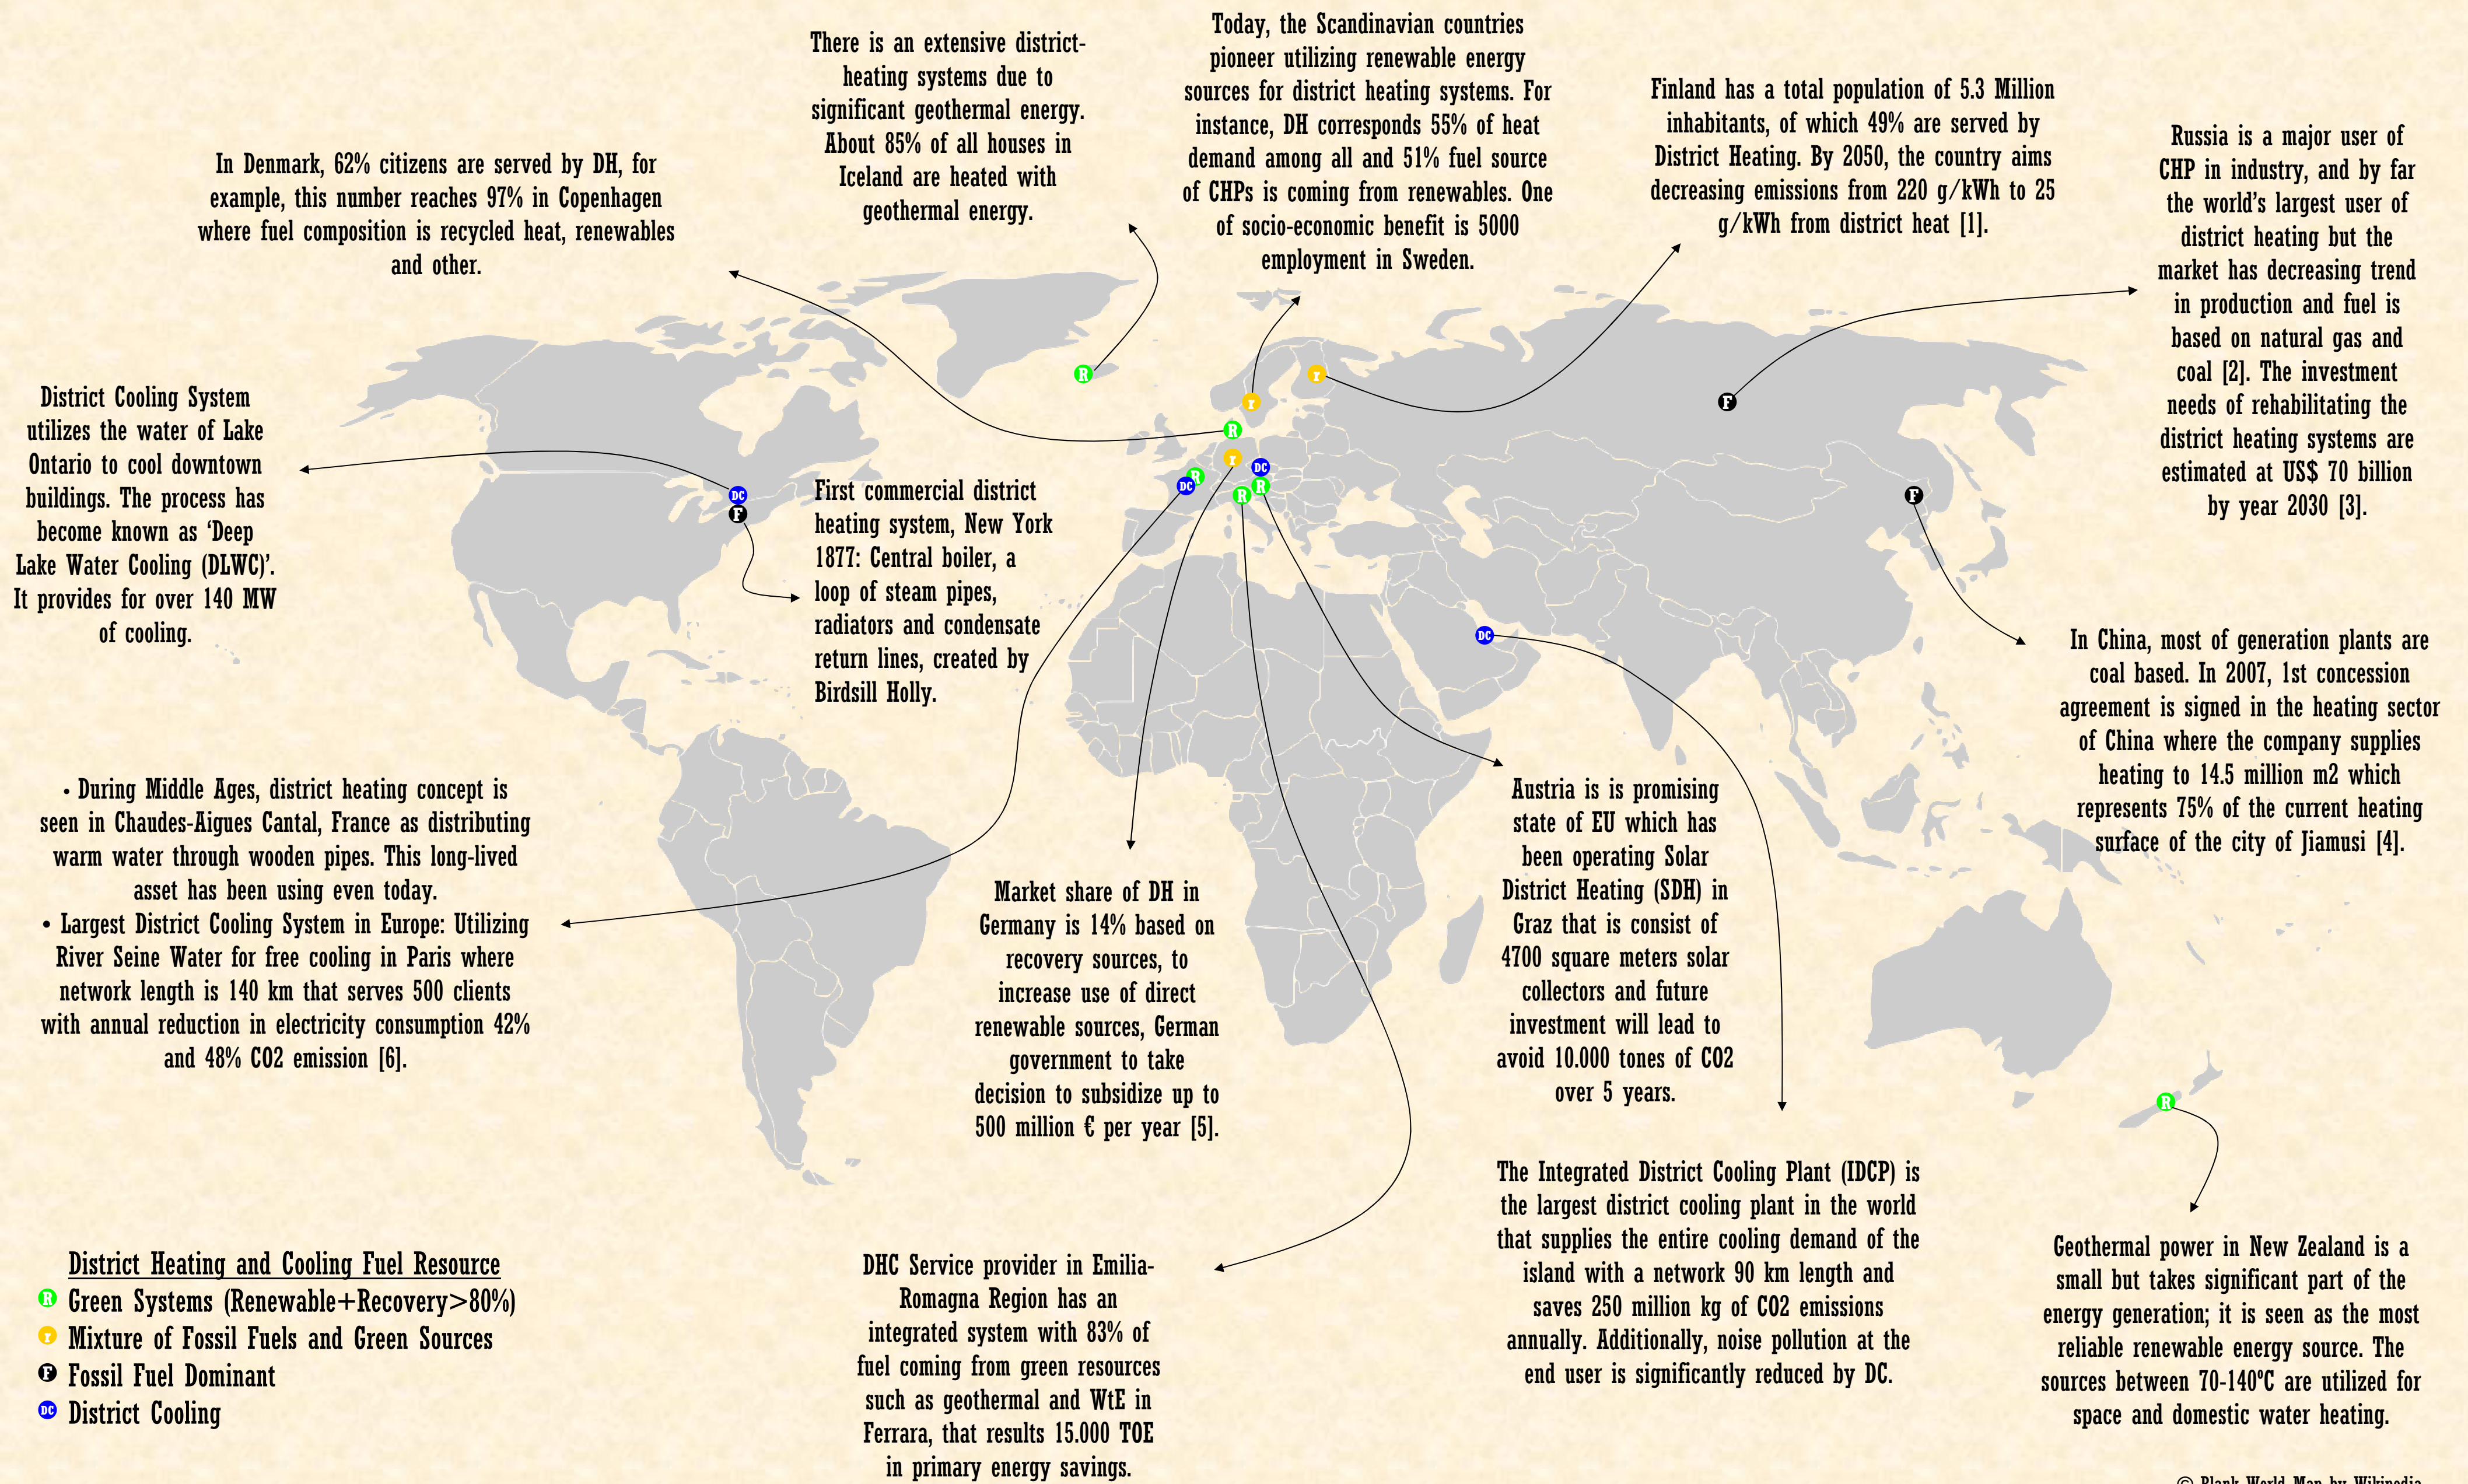 There is an extensive district-
heating systems due to
significant geothermal energy.
About 85% of all houses in
Iceland are heated with
geothermal energy.
Today, the Scandinavian countries
pioneer utilizing renewable energy
sources for district heating systems. For
instance, DH corresponds 55% of heat
demand among all and 51% fuel source
of CHPs is coming from renewables. One
of socio-economic benefit is 5000
employment in Sweden.
Finland has a total population of 5.3 Million
inhabitants, of which 49% are served by
District Heating. By 2050, the country aims
decreasing emissions from 220 g/kWh to 25
g/kWh from district heat [1].
Russia is a major user of
CHP in industry, and by far
the world's largest user of
district heating but the
market has decreasing trend
in production and fuel is
based on natural gas and
coal [2]. The investment
needs of rehabilitating the
district heating systems are
estimated at US$ 70 billion
by year 2030 [3].
In Denmark, 62% citizens are served by DH, for
example, this number reaches 97% in Copenhagen
where fuel composition is recycled heat, renewables
and other.
District Cooling System
utilizes the water of Lake
Ontario to cool downtown
buildings. The process has
become known as ‘Deep
Lake Water Cooling (DLWC)’.
It provides for over 140 MW
of cooling.
R
r
F
r
R
r
DC
R
DC
R
R
DC
F
F
DC
R
First commercial district
heating system, New York
1877: Central boiler, a
loop of steam pipes,
radiators and condensate
return lines, created by
Birdsill Holly.
In China, most of generation plants are
coal based. In 2007, 1st concession
agreement is signed in the heating sector
of China where the company supplies
heating to 14.5 million m2 which
represents 75% of the current heating
surface of the city of Jiamusi [4].
• During Middle Ages, district heating concept is
seen in Chaudes-Aigues Cantal, France as distributing
warm water through wooden pipes. This long-lived
asset has been using even today.
• Largest District Cooling System in Europe: Utilizing
River Seine Water for free cooling in Paris where
network length is 140 km that serves 500 clients
with annual reduction in electricity consumption 42%
and 48% CO2 emission [6].
Market share of DH in
Germany is 14% based on
recovery sources, to
increase use of direct
renewable sources, German
government to take
decision to subsidize up to
500 million € per year [5].
Austria is is promising
state of EU which has
been operating Solar
District Heating (SDH) in
Graz that is consist of
4700 square meters solar
collectors and future
investment will lead to
avoid 10.000 tones of CO2
over 5 years.
The Integrated District Cooling Plant (IDCP) is
the largest district cooling plant in the world
that supplies the entire cooling demand of the
island with a network 90 km length and
saves 250 million kg of CO2 emissions
annually. Additionally, noise pollution at the
end user is significantly reduced by DC.
Geothermal power in New Zealand is a
small but takes significant part of the
energy generation; it is seen as the most
reliable renewable energy source. The
sources between 70-140ºC are utilized for
space and domestic water heating.
DHC Service provider in Emilia-
Romagna Region has an
integrated system with 83% of
fuel coming from green resources
such as geothermal and WtE in
Ferrara, that results 15.000 TOE
in primary energy savings.
District Heating and Cooling Fuel Resource
R Green Systems (Renewable+Recovery>80%)
r Mixture of Fossil Fuels and Green Sources
F Fossil Fuel Dominant
DC District Cooling
© Blank World Map by Wikipedia